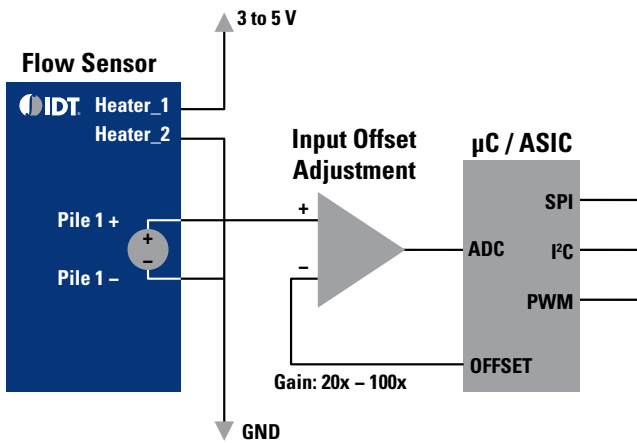 3 to 5 V
Flow Sensor
IDT.
Heater_1
Heater_2
Input Offset
Adjustment
µC / ASIC
Pile 1 +
+
−
Pile 1 −
+
−
ADC
SPI
I²C
PWM
OFFSET
Gain: 20x – 100x
GND